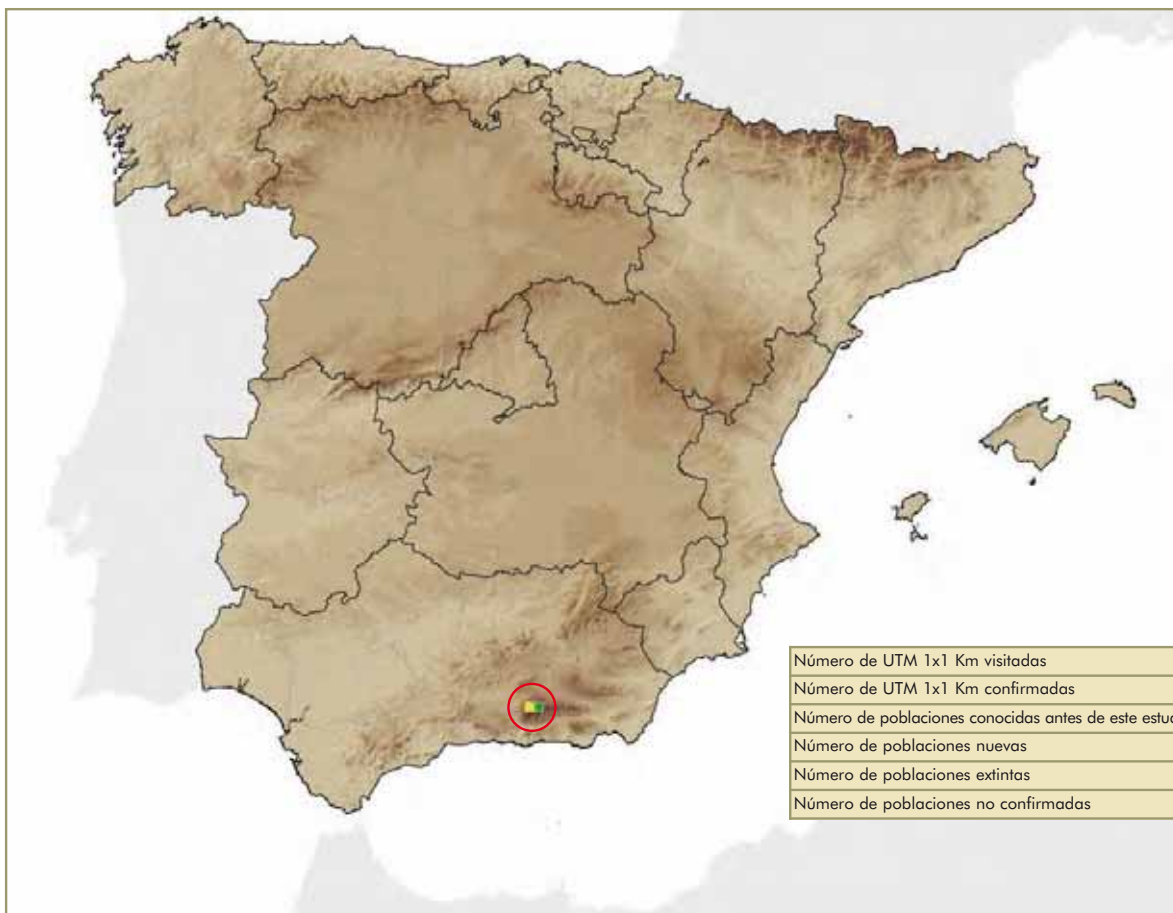 Número de UTM 1x1 Km visitadas
Número de UTM 1x1 Km confirmadas
Número de poblaciones conocidas antes de este estu
Número de poblaciones nuevas
Número de poblaciones extintas
Número de poblaciones no confirmadas